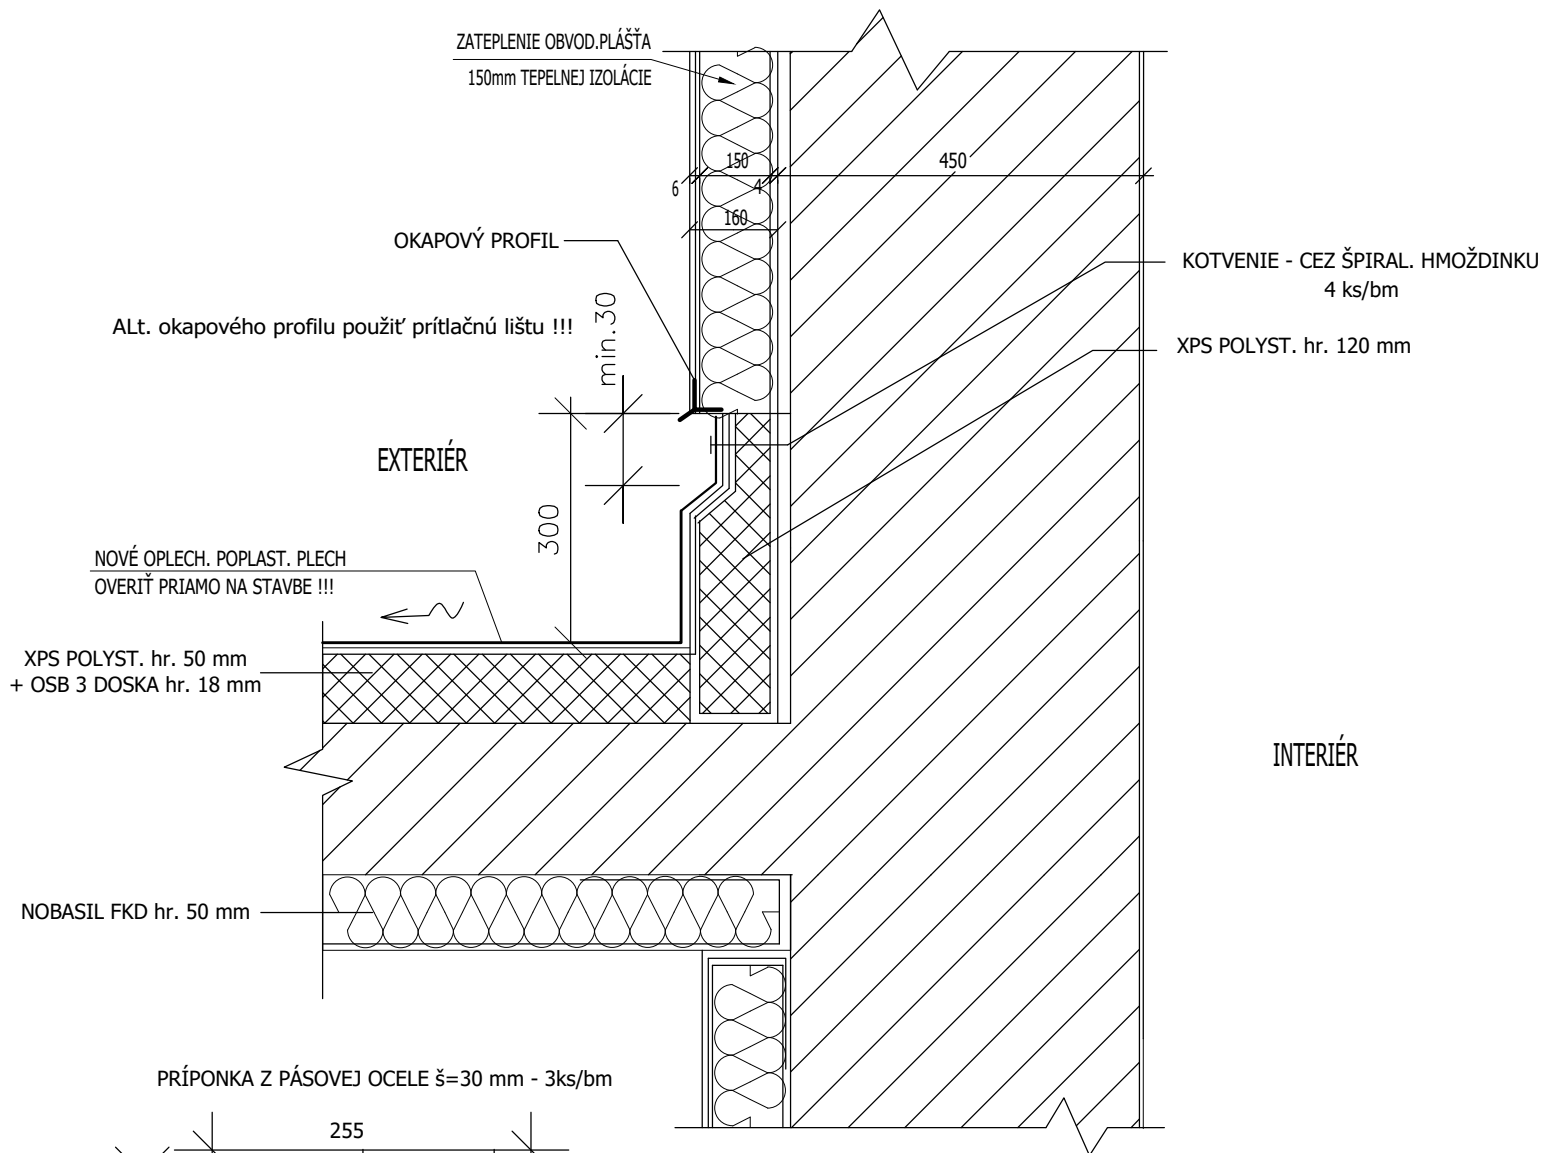 ZATEPLENIE OBVOD.PLÁŠŤA
150mm TEPELNEJ IZOLÁCIE
150
450
6
4
160
OKAPOVÝ PROFIL
KOTVENIE - CEZ ŠPIRAL. HMOŽDINKU
4 ks/bm
ALt. okapového profilu použiť prítlačnú lištu !!!
min.30
XPS POLYST. hr. 120 mm
EXTERIÉR
300
NOVÉ OPLECH. POPLAST. PLECH
OVERIŤ PRIAMO NA STAVBE !!!
XPS POLYST. hr. 50 mm
+ OSB 3 DOSKA hr. 18 mm
INTERIÉR
NOBASIL FKD hr. 50 mm
PRÍPONKA Z PÁSOVEJ OCELE š=30 mm - 3ks/bm
255